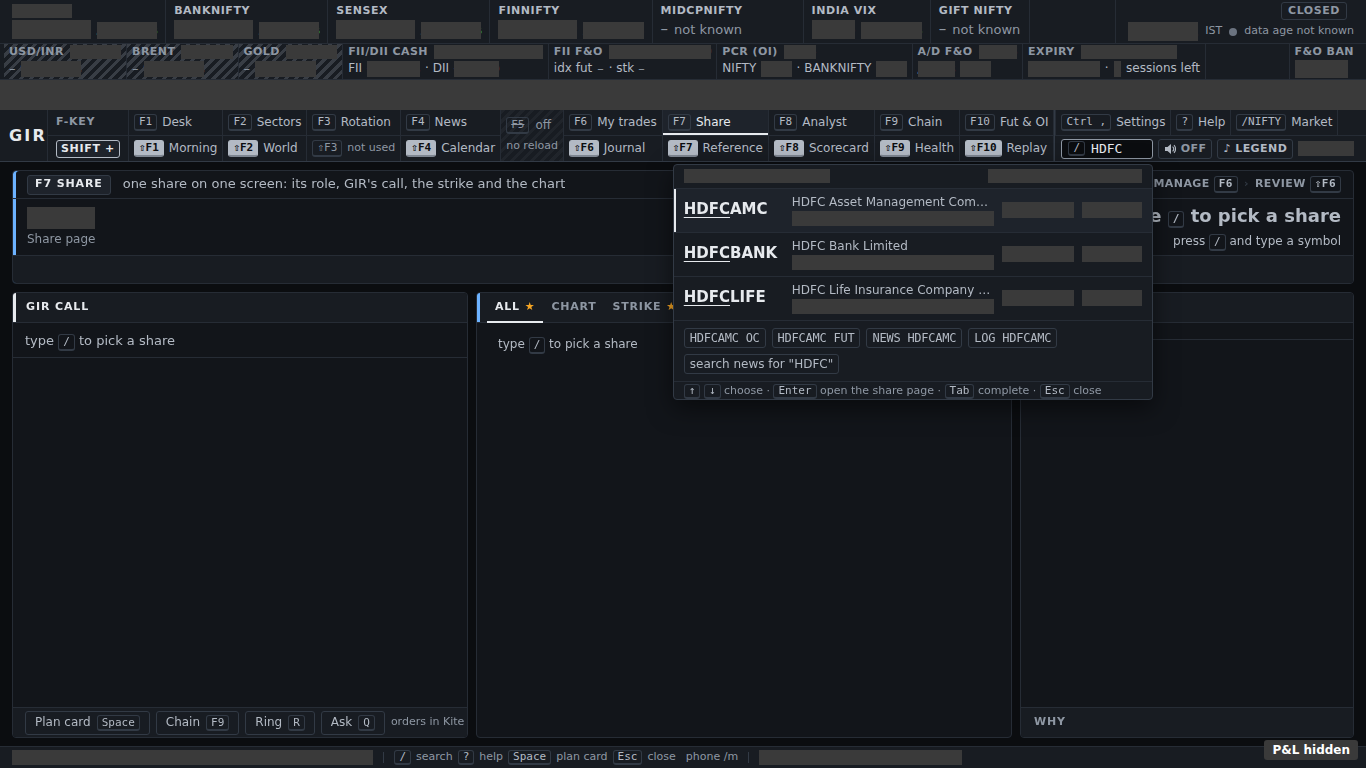 BANKNIFTY SENSEX FINNIFTY MIDCPNIFTY INDIA VIX GIFT NIFTY CLOSED
– not known – not known IST ● data age not known
USD/INR BRENT GOLD FII/DII CASH FII F&O PCR (OI) A/D F&O EXPIRY F&O BAN
– – – FII · DII idx fut – · stk – NIFTY · BANKNIFTY · sessions left
GIR
F-KEY F1 Desk F2 Sectors F3 Rotation F4 News F5 off F6 My trades F7 Share F8 Analyst F9 Chain F10 Fut & OI Ctrl , Settings ? Help /NIFTY Market
SHIFT + ⇧F1 Morning ⇧F2 World ⇧F3 not used ⇧F4 Calendar no reload ⇧F6 Journal ⇧F7 Reference ⇧F8 Scorecard ⇧F9 Health ⇧F10 Replay / HDFC OFF ♪ LEGEND
F7 SHARE one share on one screen: its role, GIR's call, the strike and the chart
MANAGE F6 › REVIEW ⇧F6
/ to pick a share
Share page
press / and type a symbol
HDFCAMC HDFC Asset Management Com…
HDFCBANK HDFC Bank Limited
HDFCLIFE HDFC Life Insurance Company …
HDFCAMC OC HDFCAMC FUT NEWS HDFCAMC LOG HDFCAMC
search news for "HDFC"
↑ ↓ choose · Enter open the share page · Tab complete · Esc close
GIR CALL
type / to pick a share
ALL ★ CHART STRIKE ★
type / to pick a share
WHY
Plan card Space Chain F9 Ring R Ask Q orders in Kite
/ search ? help Space plan card Esc close phone /m
P&L hidden